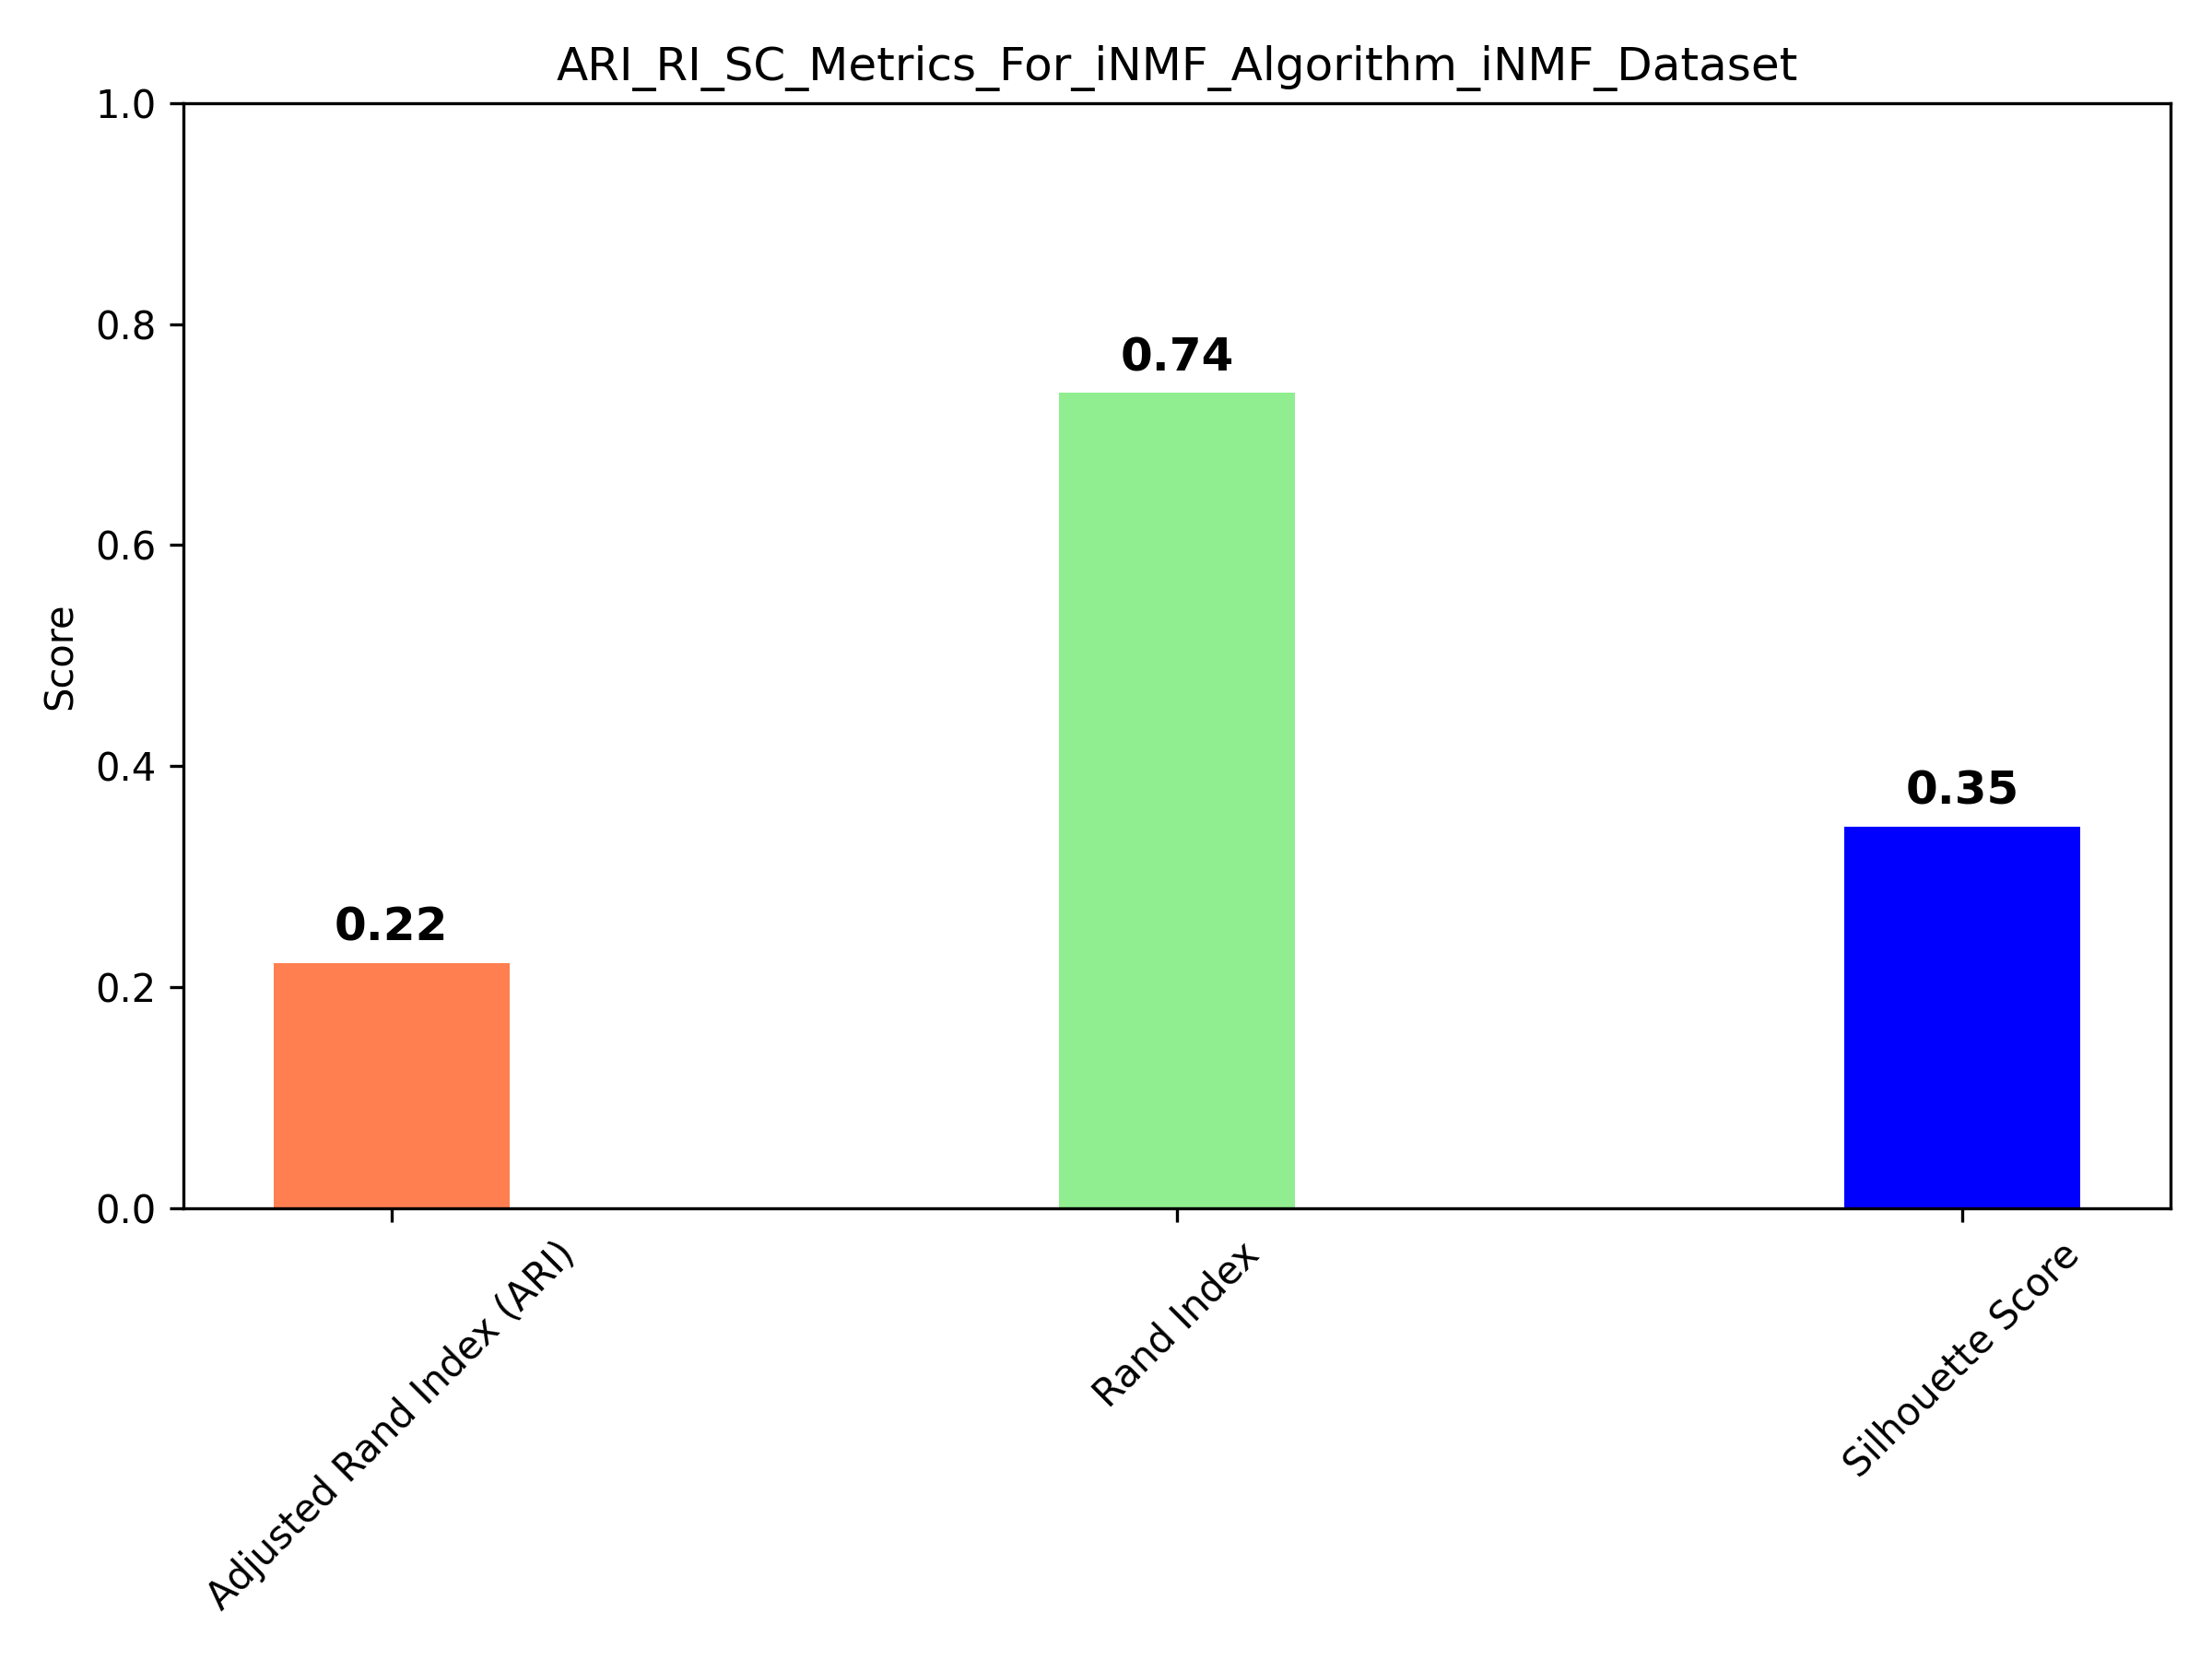 ARI_RI_SC_Metrics_For_iNMF_Algorithm_iNMF_Dataset
1.0
0.8
0.6
0.4
0.2
0.0
Score
0.22
0.74
0.35
Adjusted Rand Index (ARI)
Rand Index
Silhouette Score